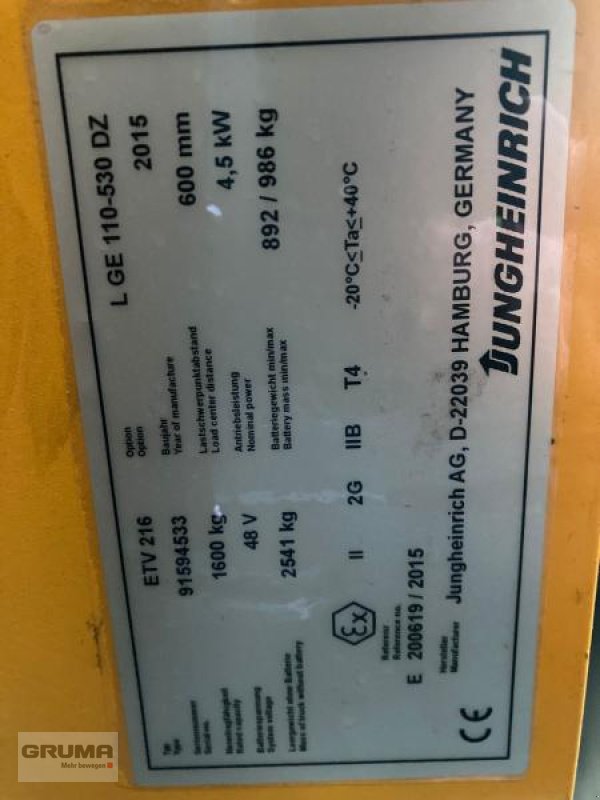 Typ
Type
ETV 216
Option
Option
L GE 110-530 DZ
Seriennummer
Serial no.
91594533
Baujahr
Year of manufacture
2015
Nenntragfähigkeit
Rated capacity
1600 kg
Lastschwerpunktabstand
Load center distance
600 mm
Batteriespannung
System voltage
48 V
Antriebsleistung
Nominal power
4,5 kW
Leergewicht ohne Batterie
Mass of truck without battery
2541 kg
Batteriegewicht min/max
Battery mass min/max
892 / 986 kg
Ex II 2G IIB T4 -20°C≤Ta≤+40°C
Referenz
Reference no.
E 200619 / 2015
Hersteller
Manufacturer
Jungheinrich AG, D-22039 HAMBURG, GERMANY
CE
JUNGHEINRICH
GRUMA
Mehr bewegen